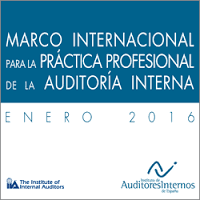 MARCO INTERNACIONAL
PARA LA PRÁCTICA PROFESIONAL
DE LA AUDITORÍA INTERNA
ENERO 2016
IIA
The Institute of
Internal Auditors
Instituto de
AuditoresInternos
de España